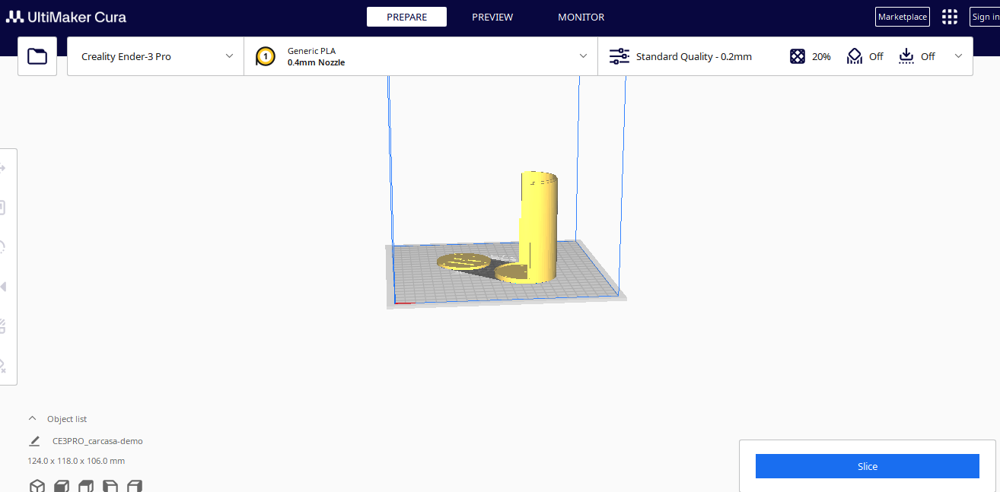 UltiMaker Cura
PREPARE
PREVIEW
MONITOR
Marketplace
Sign in
Creality Ender-3 Pro
1
Generic PLA
0.4mm Nozzle
Standard Quality - 0.2mm
20%
Off
Off
Object list
CE3PRO_carcasa-demo
124.0 x 118.0 x 106.0 mm
Slice